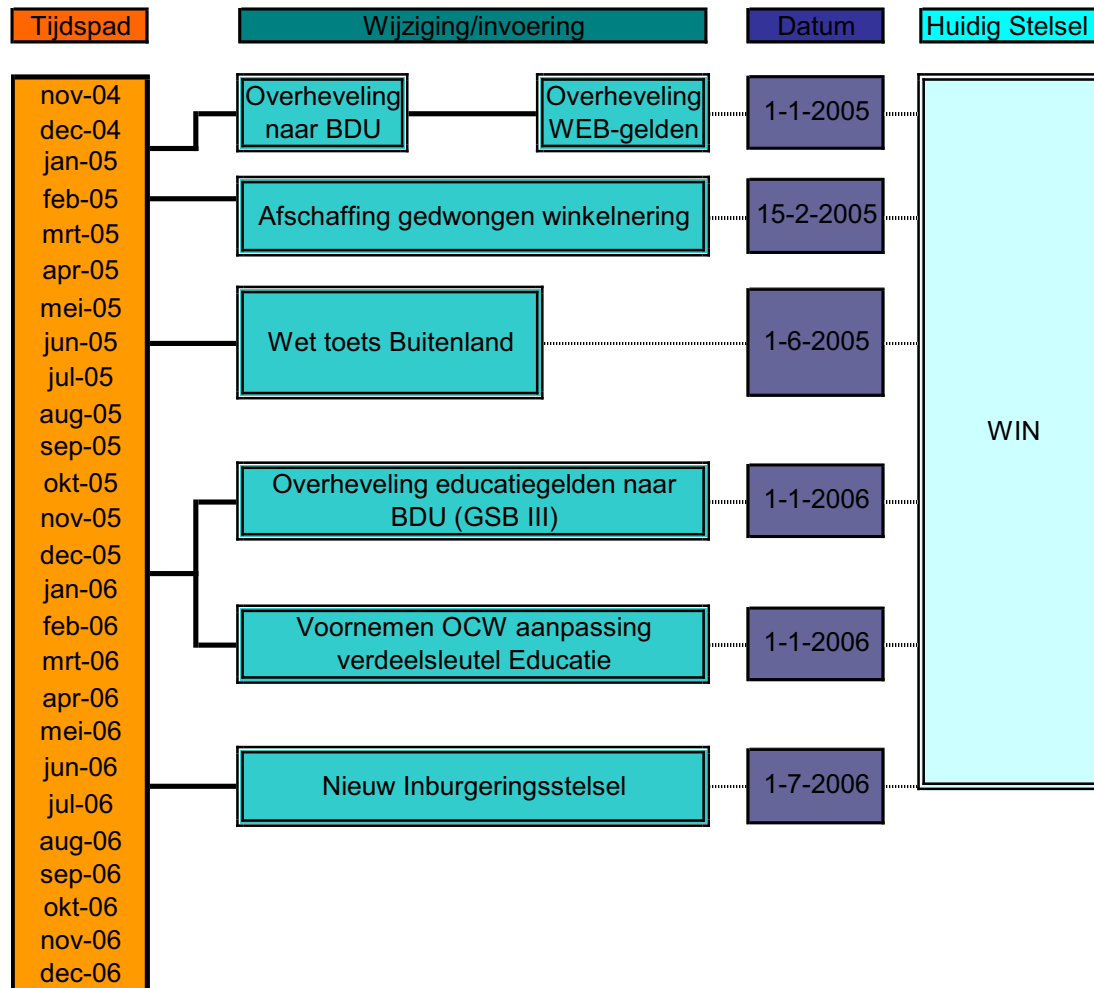 Tijdspad
Wijziging/invoering
Datum
Huidig Stelsel
nov-04
dec-04
jan-05
feb-05
mrt-05
apr-05
mei-05
jun-05
jul-05
aug-05
sep-05
okt-05
nov-05
dec-05
jan-06
feb-06
mrt-06
apr-06
mei-06
jun-06
jul-06
aug-06
sep-06
okt-06
nov-06
dec-06
Overheveling
naar BDU
Overheveling
WEB-gelden
1-1-2005
Afschaffing gedwongen winkelnering
15-2-2005
Wet toets Buitenland
1-6-2005
Overheveling educatiegelden naar
BDU (GSB III)
1-1-2006
Voornemen OCW aanpassing
verdeelsleutel Educatie
1-1-2006
Nieuw Inburgeringsstelsel
1-7-2006
WIN